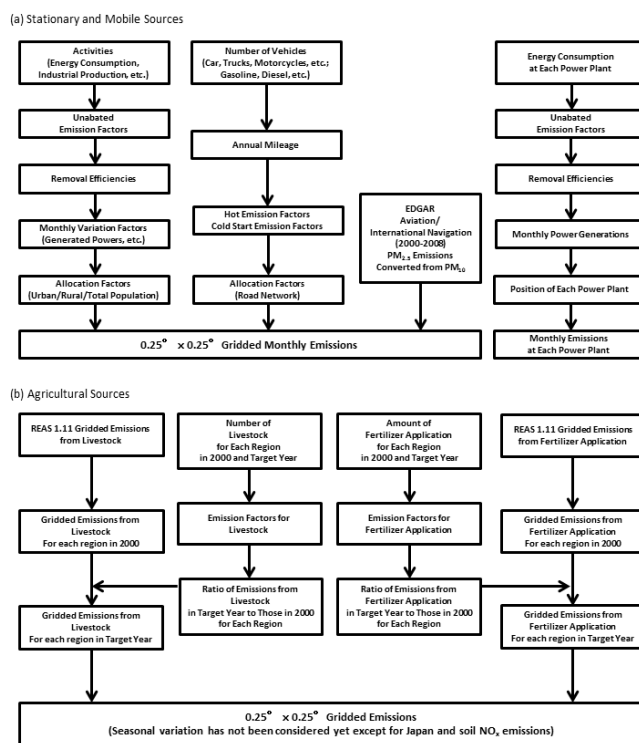 (a) Stationary and Mobile Sources
Activities
(Energy Consumption,
Industrial Production, etc.)
Unabated
Emission Factors
Removal Efficiencies
Monthly Variation Factors
(Generated Powers, etc.)
Allocation Factors
(Urban/Rural/Total Population)
Number of Vehicles
(Car, Trucks, Motorcycles, etc.;
Gasoline, Diesel, etc.)
Annual Mileage
Hot Emission Factors
Cold Start Emission Factors
Allocation Factors
(Road Network)
EDGAR
Aviation/
International Navigation
(2000-2008)
PM2.5 Emissions
Converted from PM10
0.25° x 0.25° Gridded Monthly Emissions
Energy Consumption
at Each Power Plant
Unabated
Emission Factors
Removal Efficiencies
Monthly Power Generations
Position of Each Power Plant
Monthly Emissions
at Each Power Plant
(b) Agricultural Sources
REAS 1.11 Gridded Emissions
from Livestock
Gridded Emissions from
Livestock
For each region in 2000
Gridded Emissions from
Livestock
For each region in Target Year
Number of
Livestock
for Each Region
in 2000 and Target Year
Emission Factors for
Livestock
Ratio of Emissions from
Livestock
in Target Year to Those in 2000
for Each Region
Amount of
Fertilizer Application
for Each Region
in 2000 and Target Year
Emission Factors for
Fertilizer Application
Ratio of Emissions from
Fertilizer Application
in Target Year to Those in 2000
for Each Region
REAS 1.11 Gridded Emissions
from Fertilizer Application
Gridded Emissions from
Fertilizer Application
For each region in 2000
Gridded Emissions from
Fertilizer Application
For each region in Target Year
0.25° x 0.25° Gridded Emissions
(Seasonal variation has not been considered yet except for Japan and soil NOx emissions)